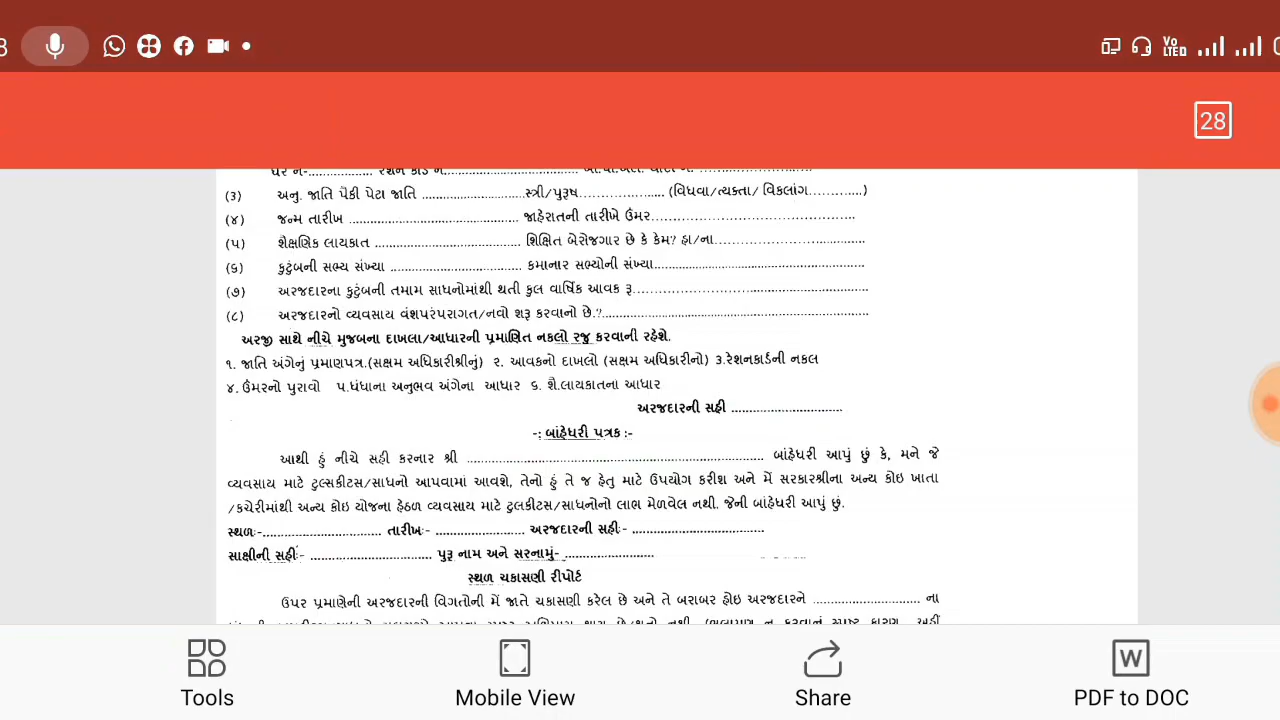 28
ઘર નં-............... રેશન કાર્ડ નં..................................
(૩) અનુ. જાતિ પૈકી પેટા જાતિ ..........................સ્ત્રી/પુરૂષ..................... (વિધવા/ત્યક્તા/ વિકલાંગ.............)
(૪) જન્મ તારીખ ........................................... જાહેરાતની તારીખે ઉંમર.....................................................
(૫) શૈક્ષણિક લાયકાત ..................................... શિક્ષિત બેરોજગાર છે કે કેમ? હા/ના.......................................
(૬) કુટુંબની સભ્ય સંખ્યા ................................. કમાનાર સભ્યોની સંખ્યા......................................................
(૭) અરજદારના કુટુંબની તમામ સાધનોમાંથી થતી કુલ વાર્ષિક આવક રૂ...........................................................
(૮) અરજદારનો વ્યવસાય વંશપરંપરાગત/નવો શરૂ કરવાનો છે.?....................................................................
અરજી સાથે નીચે મુજબના દાખલા/આધારની પ્રમાણિત નકલો રજુ કરવાની રહેશે.
૧. જાતિ અંગેનું પ્રમાણપત્ર.(સક્ષમ અધિકારીશ્રીનું) ૨. આવકનો દાખલો (સક્ષમ અધિકારીનો) ૩.રેશનકાર્ડની નકલ
૪. ઉંમરનો પુરાવો ૫.ધંધાના અનુભવ અંગેના આધાર ૬. શૈ.લાયકાતના આધાર
અરજદારની સહી ............................
-: બાંહેધરી પત્રક :-
આથી હું નીચે સહી કરનાર શ્રી ........................................................................... બાંહેધરી આપું છું કે, મને જે
વ્યવસાય માટે ટુલ્સકીટસ/સાધનો આપવામાં આવશે, તેનો હું તે જ હેતુ માટે ઉપયોગ કરીશ અને મેં સરકારશ્રીના અન્ય કોઇ ખાતા
/કચેરીમાંથી અન્ય કોઇ યોજના હેઠળ વ્યવસાય માટે ટુલકીટસ/સાધનોનો લાભ મેળવેલ નથી. જેની બાંહેધરી આપું છું.
સ્થળ:-.............................. તારીખ:- ....................... અરજદારની સહી:- .................................
સાક્ષીની સહી:- ............................... પુરૂ નામ અને સરનામું- .......................
સ્થળ ચકાસણી રીપોર્ટ
ઉપર પ્રમાણેની અરજદારની વિગતોની મેં જાતે ચકાસણી કરેલ છે અને તે બરાબર હોઇ અરજદારને ........................... ના
Tools Mobile View Share PDF to DOC